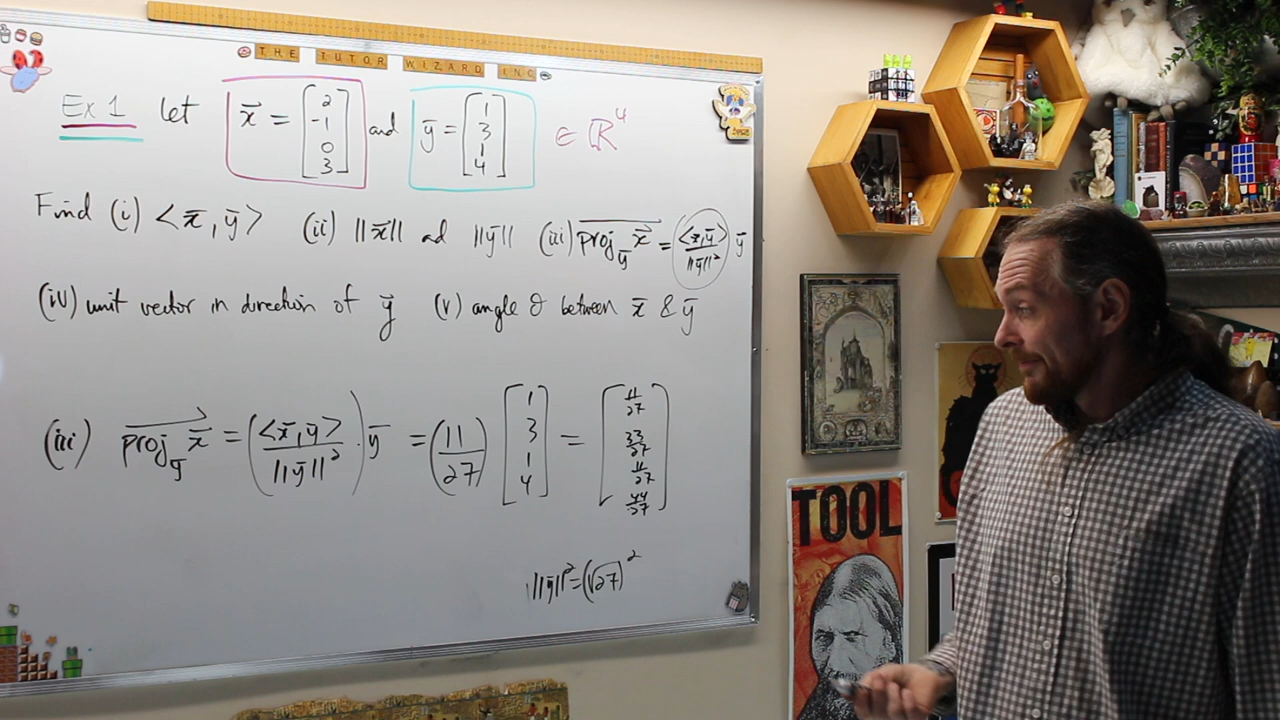 THE TUTOR WIZARD INC
Ex 1 let x⃗ = [2 -1 0 3] and y̅ = [1 3 1 4] ∈ ℝ⁴
Find (i) <x̅, y̅> (ii) ||x̅|| ad ||y̅|| (iii) proj_y̅ x⃗ = (<x̅,y̅>/||y̅||²) y̅
(iv) unit vector in direction of y⃗ (v) angle θ between x̅ & y̅
(iii) proj_y̅ x⃗ = (<x̅,y̅>/||y̅||²) · y̅ = (11/27) [1 3 1 4] = [11/27 33/27 11/27 44/27]
||y̅||² = (√27)²
TOOL